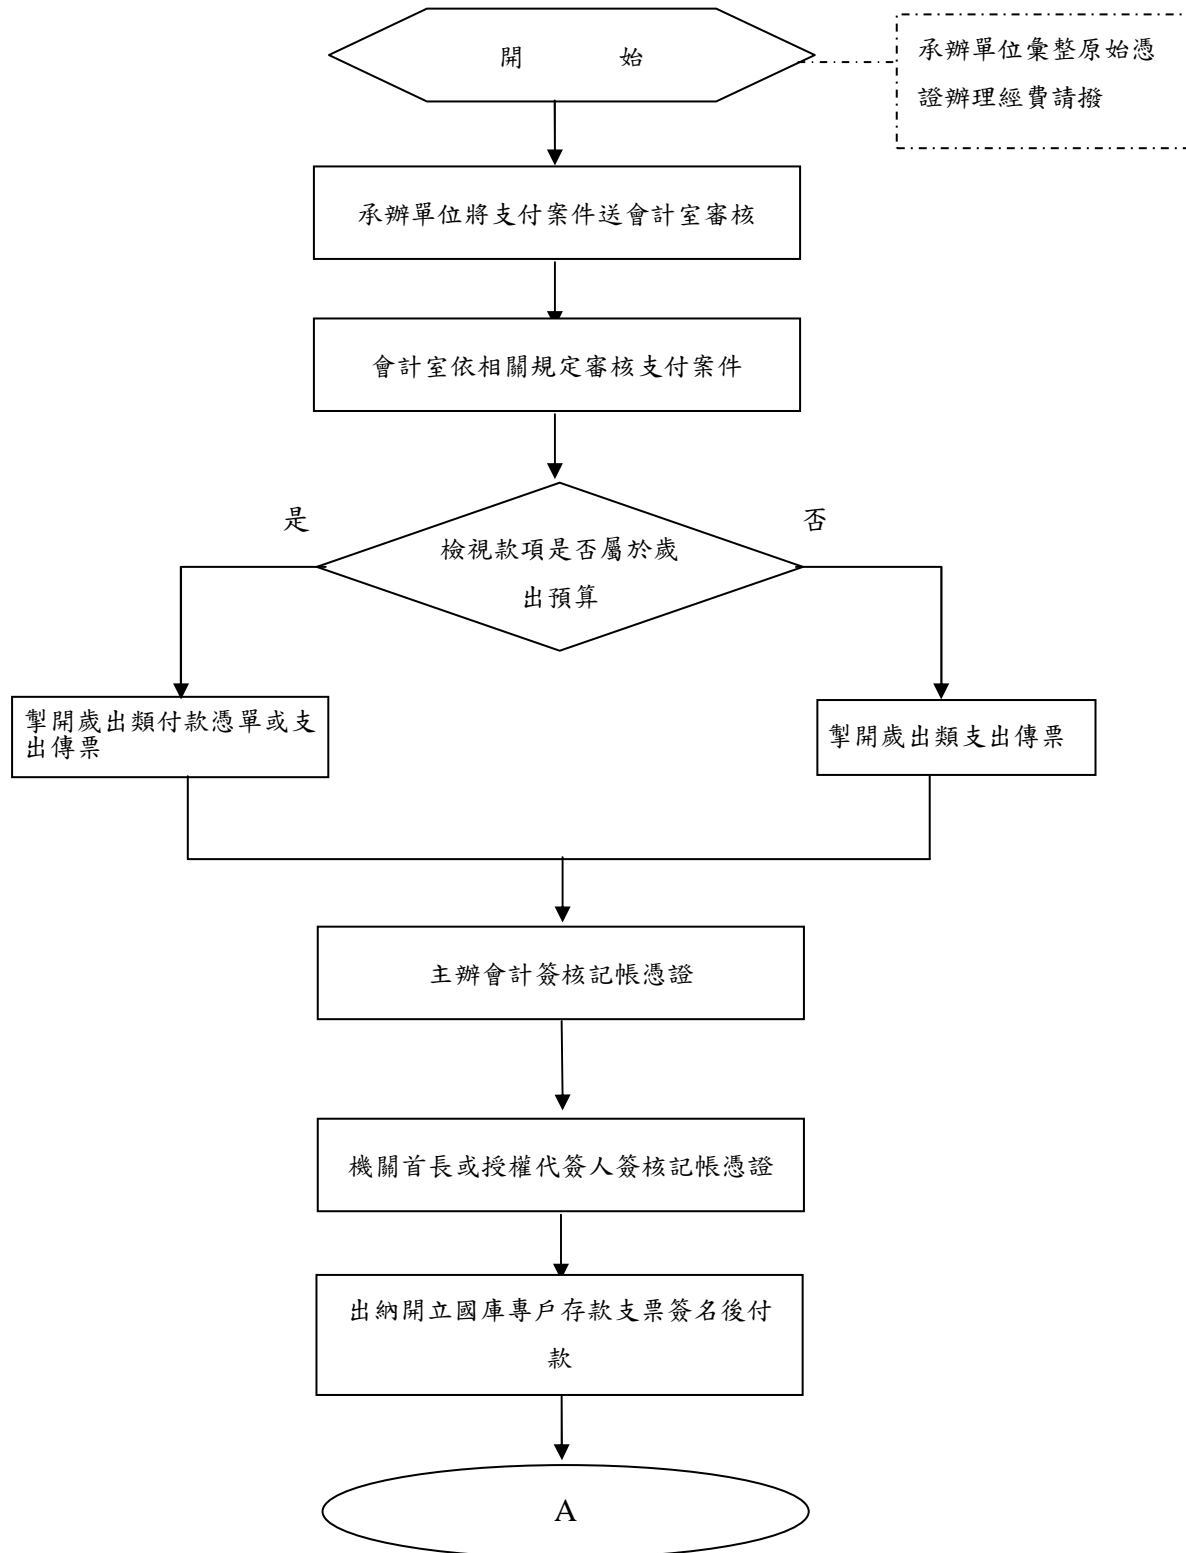 開 始
承辦單位彙整原始憑
證辦理經費請撥
承辦單位將支付案件送會計室審核
會計室依相關規定審核支付案件
是
否
檢視款項是否屬於歲
出預算
掣開歲出類付款憑單或支
出傳票
掣開歲出類支出傳票
主辦會計簽核記帳憑證
機關首長或授權代簽人簽核記帳憑證
出納開立國庫專戶存款支票簽名後付
款
A